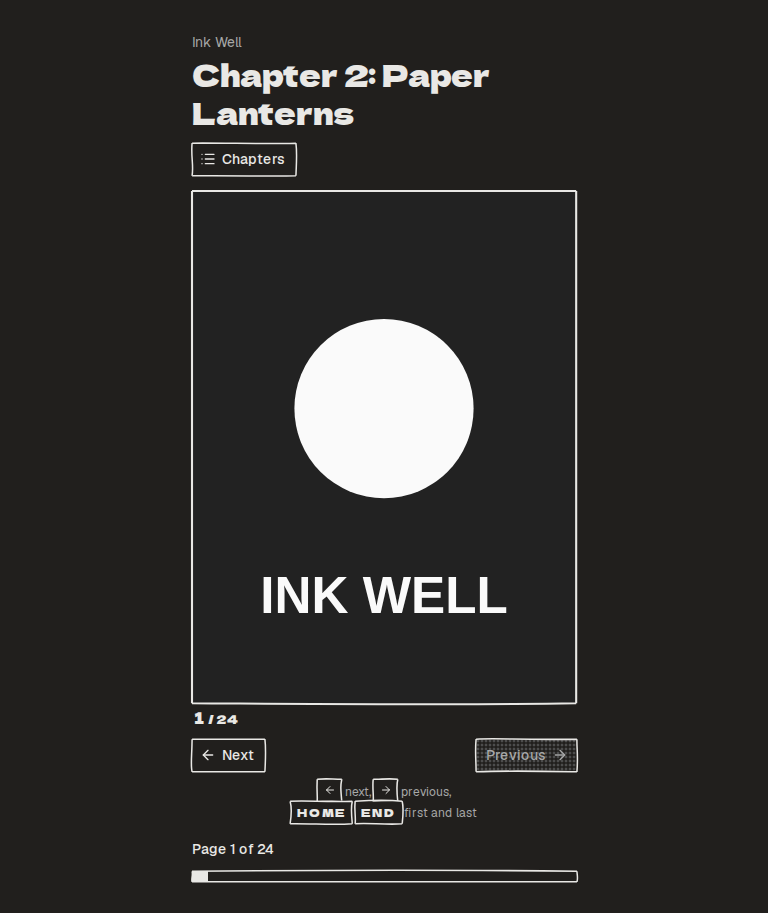 Ink Well
Chapter 2: Paper
Lanterns
Chapters
INK WELL
1 / 24
← Next
Previous →
← next, → previous,
HOME END first and last
Page 1 of 24